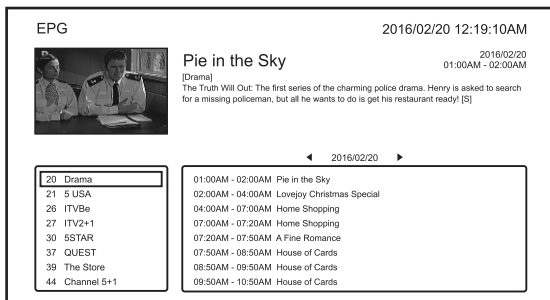 EPG
2016/02/20 12:19:10AM
Pie in the Sky
2016/02/20
01:00AM - 02:00AM
[Drama]
The Truth Will Out: The first series of the charming police drama. Henry is asked to search
for a missing policeman, but all he wants to do is get his restaurant ready! [S]
2016/02/20
20 Drama
21 5 USA
26 ITVBe
27 ITV2+1
30 5STAR
37 QUEST
39 The Store
44 Channel 5+1
01:00AM - 02:00AM Pie in the Sky
02:00AM - 04:00AM Lovejoy Christmas Special
04:00AM - 07:00AM Home Shopping
07:00AM - 07:20AM Home Shopping
07:20AM - 07:50AM A Fine Romance
07:50AM - 08:50AM House of Cards
08:50AM - 09:50AM House of Cards
09:50AM - 10:50AM House of Cards